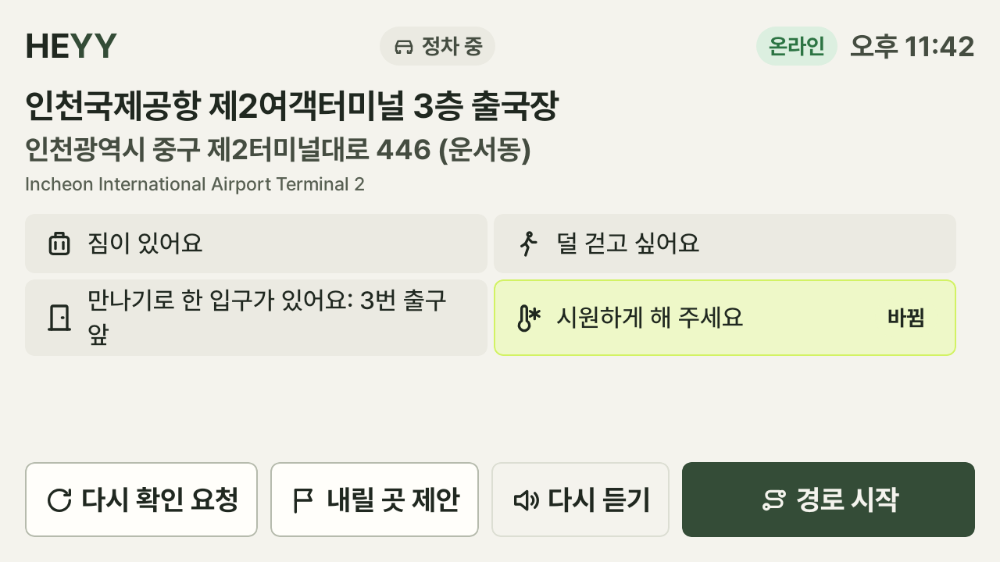 HEYY
정차 중
온라인
오후 11:42
인천국제공항 제2여객터미널 3층 출국장
인천광역시 중구 제2터미널대로 446 (운서동)
Incheon International Airport Terminal 2
짐이 있어요
덜 걷고 싶어요
만나기로 한 입구가 있어요: 3번 출구
앞
시원하게 해 주세요
바뀜
다시 확인 요청
내릴 곳 제안
다시 듣기
경로 시작